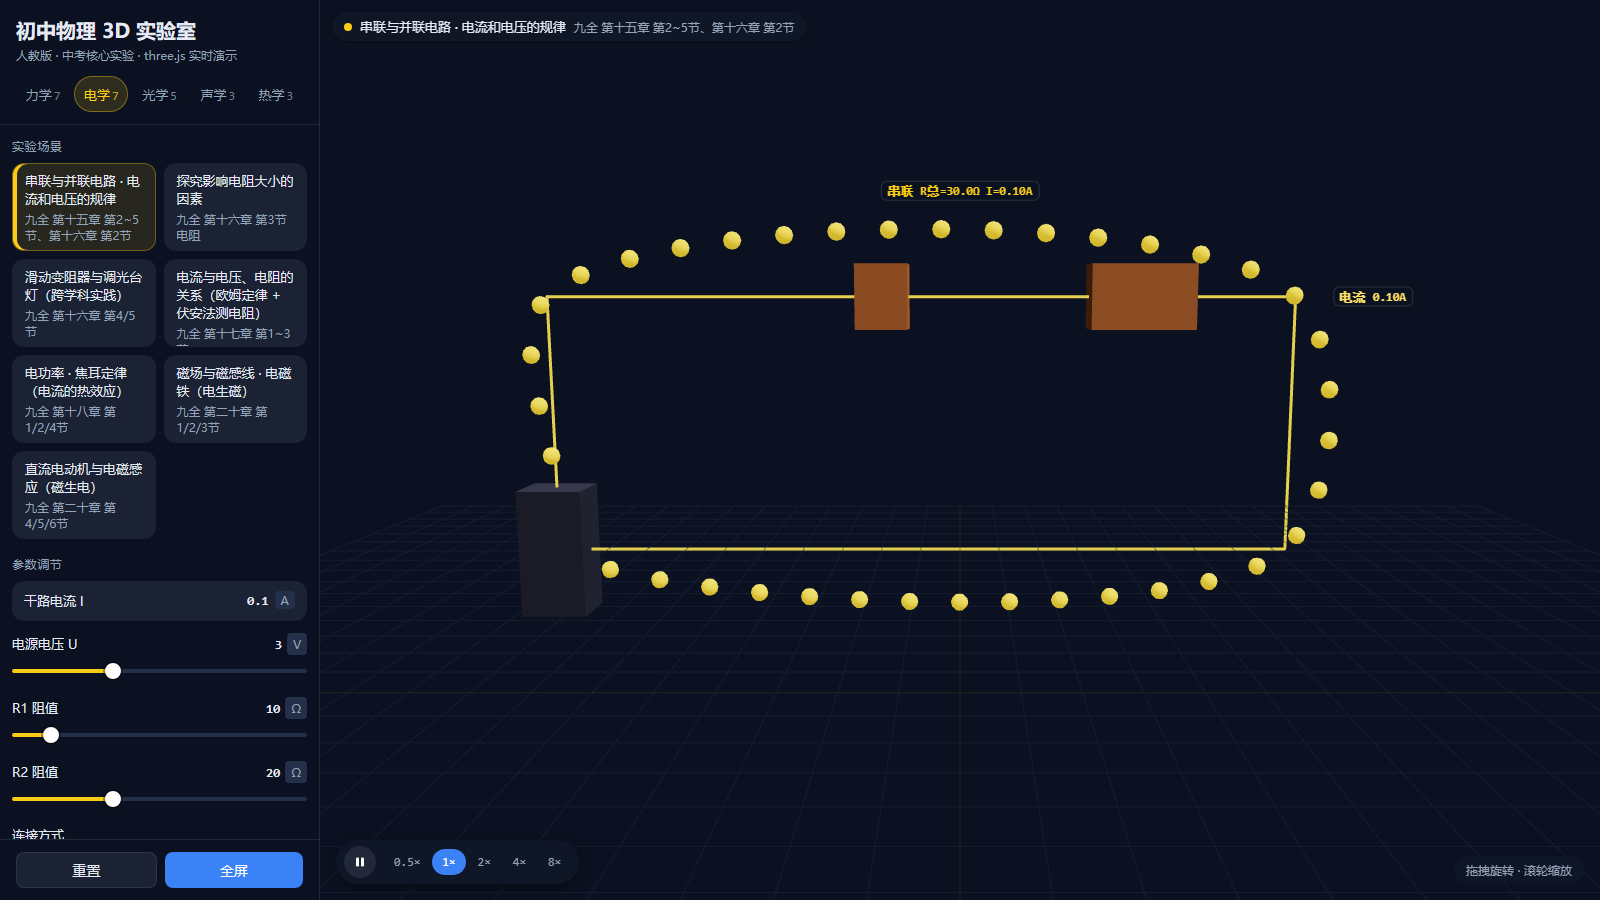 初中物理 3D 实验室
人教版 · 中考核心实验 · three.js 实时演示
力学 7
电学 7
光学 5
声学 3
热学 3
实验场景
串联与并联电路 · 电
流和电压的规律
九全 第十五章 第2~5
节、第十六章 第2节
探究影响电阻大小的
因素
九全 第十六章 第3节
电阻
滑动变阻器与调光台
灯（跨学科实践）
九全 第十六章 第4/5
节
电流与电压、电阻的
关系（欧姆定律 +
伏安法测电阻）
九全 第十七章 第1~3
电功率 · 焦耳定律
（电流的热效应）
九全 第十八章 第
1/2/4节
磁场与磁感线 · 电磁
铁（电生磁）
九全 第二十章 第
1/2/3节
直流电动机与电磁感
应（磁生电）
九全 第二十章 第
4/5/6节
参数调节
干路电流 I 0.1 A
电源电压 U 3 V
R1 阻值 10 Ω
R2 阻值 20 Ω
连接方式
重置
全屏
串联与并联电路 · 电流和电压的规律 九全 第十五章 第2~5节、第十六章 第2节
串联 R总=30.0Ω I=0.10A
电流 0.10A
0.5× 1× 2× 4× 8×
拖拽旋转 · 滚轮缩放